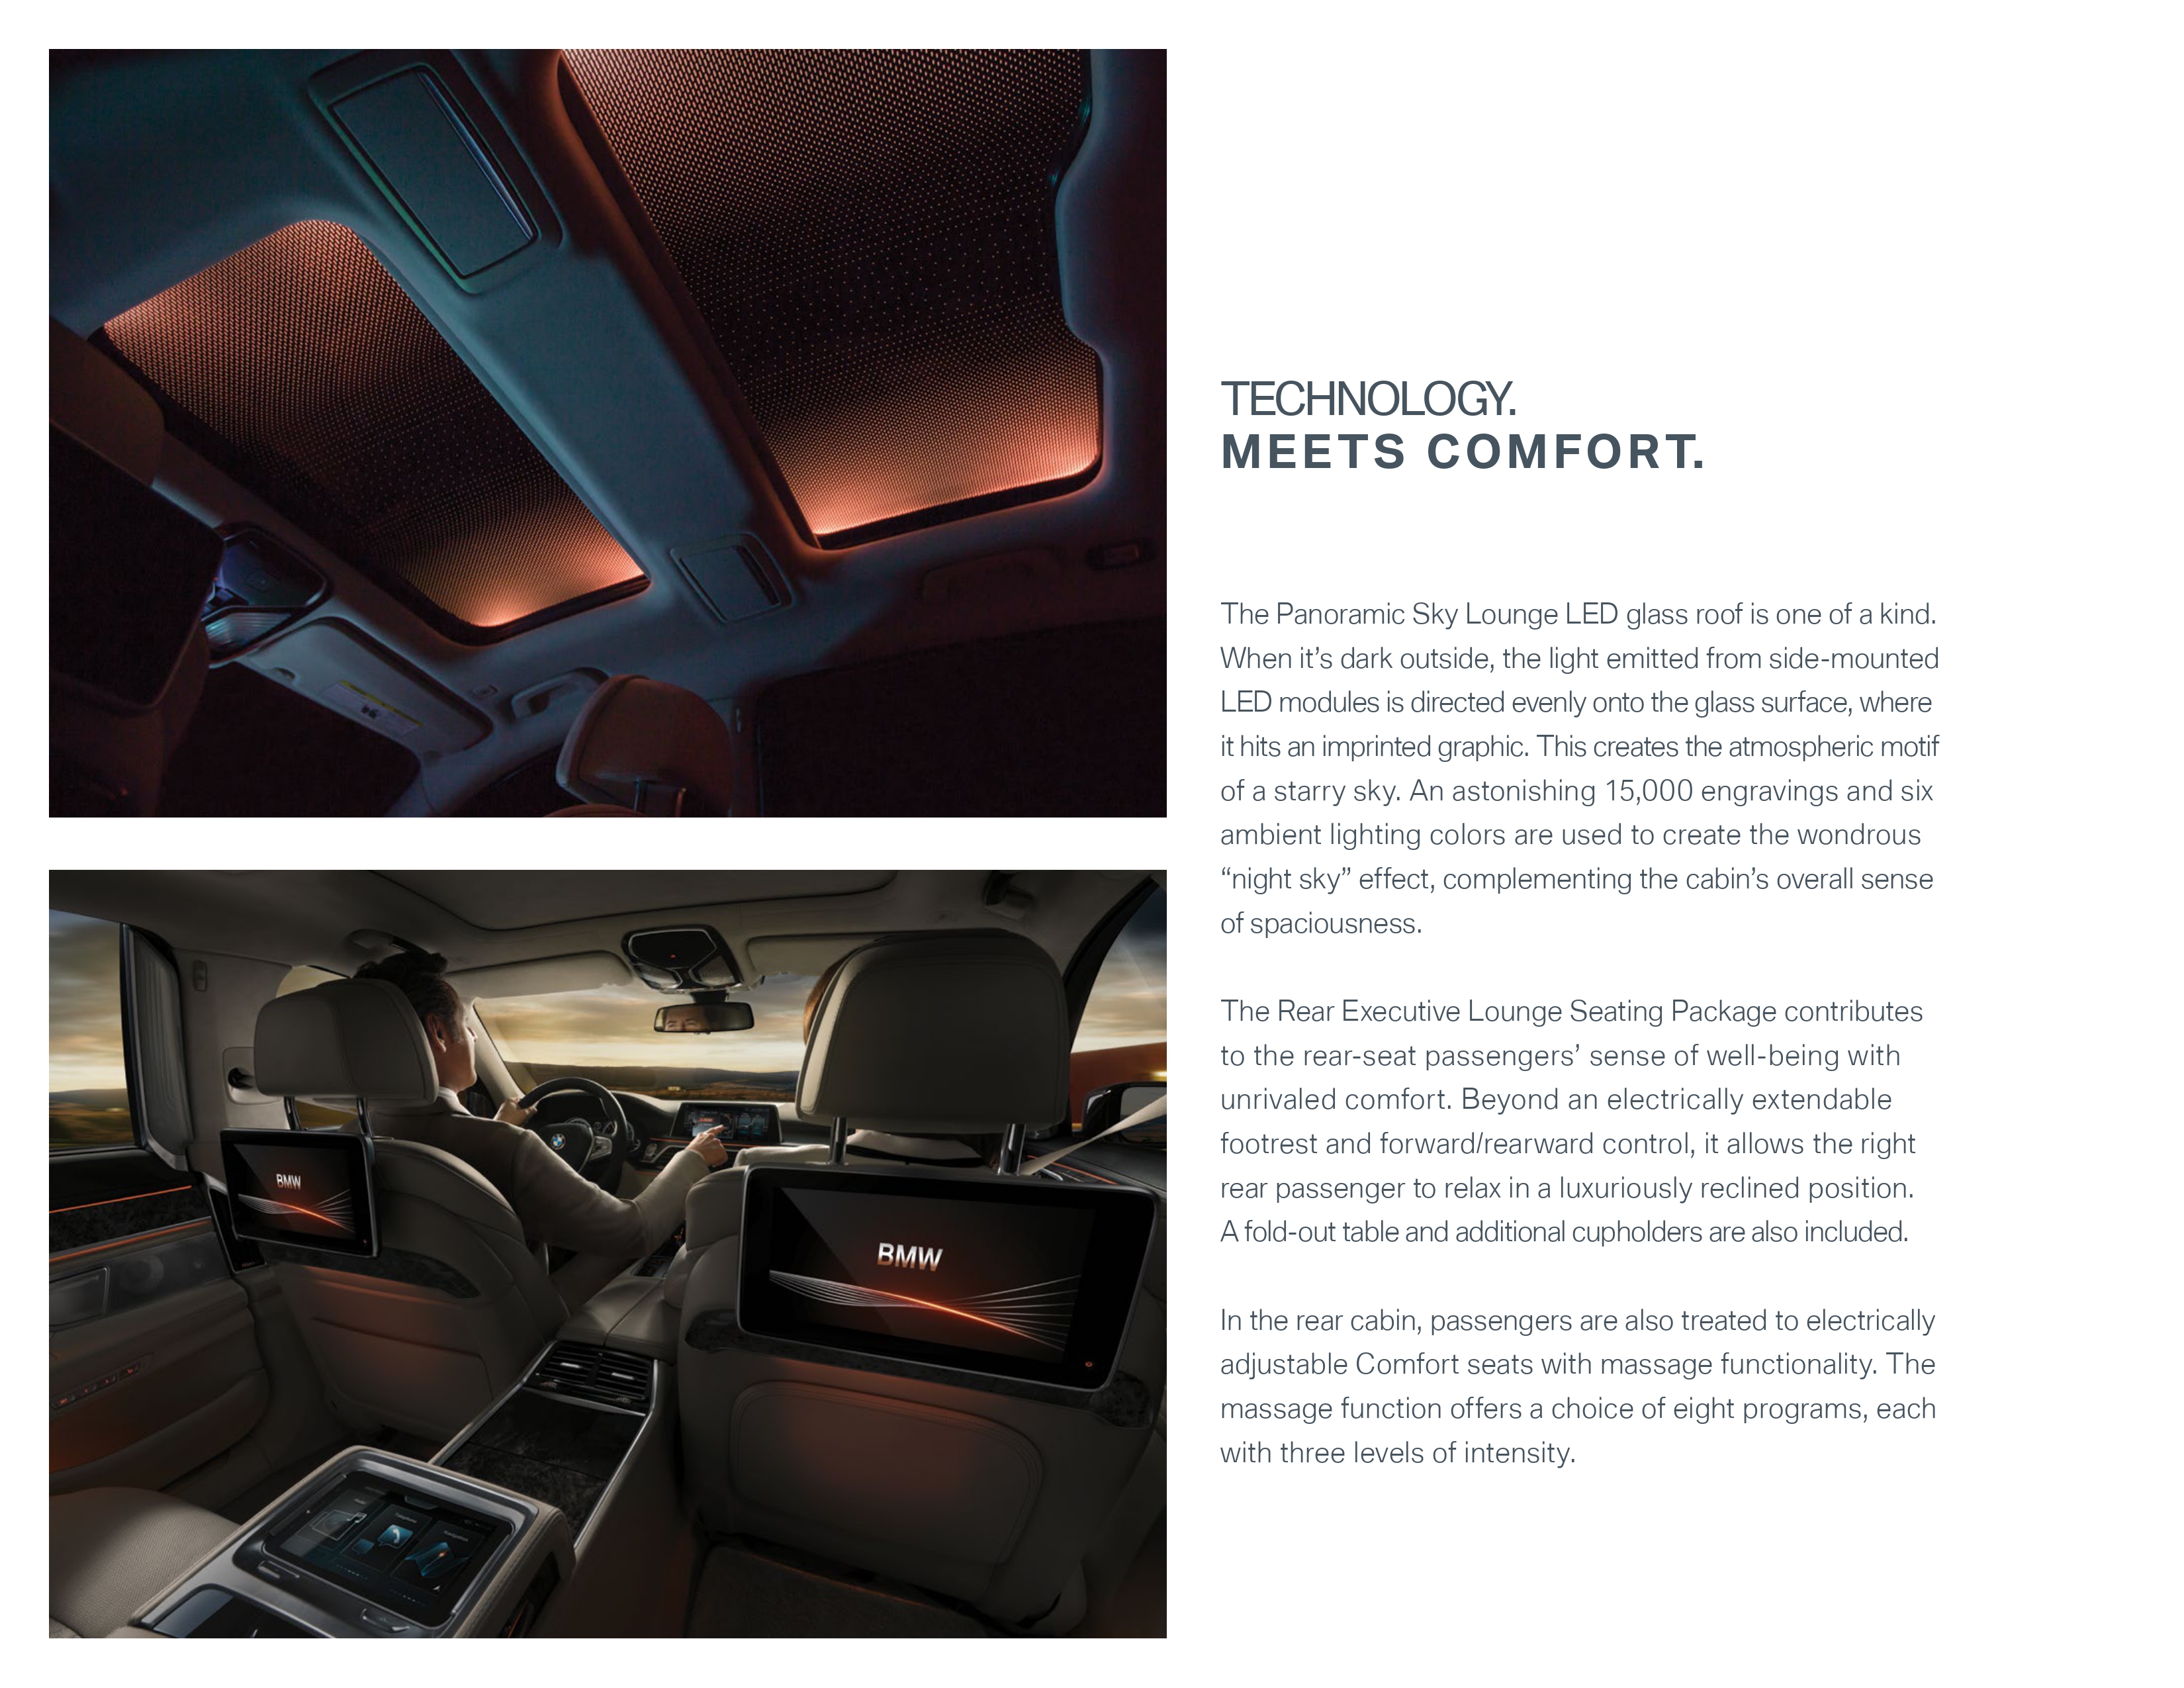 TECHNOLOGY.
MEETS COMFORT.
The Panoramic Sky Lounge LED glass roof is one of a kind.
When it’s dark outside, the light emitted from side-mounted
LED modules is directed evenly onto the glass surface, where
it hits an imprinted graphic. This creates the atmospheric motif
of a starry sky. An astonishing 15,000 engravings and six
ambient lighting colors are used to create the wondrous
“night sky” effect, complementing the cabin’s overall sense
of spaciousness.
The Rear Executive Lounge Seating Package contributes
to the rear-seat passengers’ sense of well-being with
unrivaled comfort. Beyond an electrically extendable
footrest and forward/rearward control, it allows the right
rear passenger to relax in a luxuriously reclined position.
A fold-out table and additional cupholders are also included.
In the rear cabin, passengers are also treated to electrically
adjustable Comfort seats with massage functionality. The
massage function offers a choice of eight programs, each
with three levels of intensity.
BMW
BMW